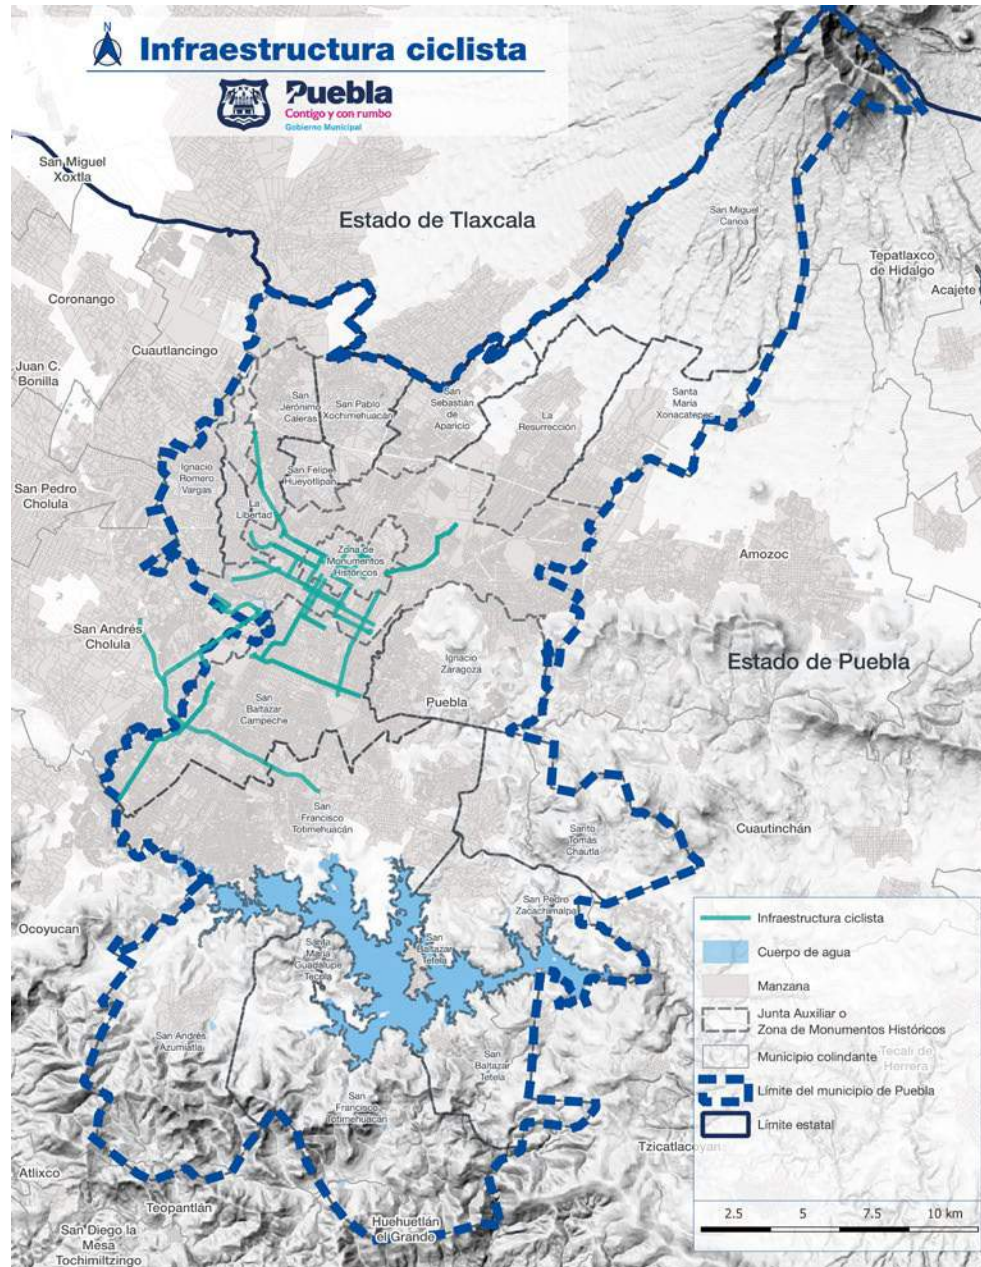 N
Infraestructura ciclista
Puebla
Contigo y con rumbo
Gobierno Municipal
San Miguel
Xoxtla
Estado de Tlaxcala
San Miguel
Canoa
Tepatlaxco
de Hidalgo
Acajete
Coronango
Cuautlancingo
Juan C.
Bonilla
San
Jerónimo
Caleras
San Pablo
Xochimehuacán
San
Sebastián
de
Aparicio
La
Resurrección
Santa
María
Xonacatepec
Ignacio
Romero
Vargas
San Felipe
Hueyotlipan
San Pedro
Cholula
La
Libertad
Zona de
Monumentos
Históricos
Amozoc
San Andrés
Cholula
Ignacio
Zaragoza
Estado de Puebla
San
Baltazar
Campeche
Puebla
San
Francisco
Totimehuacán
Santo
Tomás
Chautla
Cuautinchán
San Pedro
Zacachimalpa
Ocoyucan
Santa
María
Guadalupe
Tecola
San
Baltazar
Tetela
San Andrés
Azumiatla
San
Baltazar
Tetela
San
Francisco
Totimehuacán
Tzicatlacoyan
Atlixco
Teopantlán
Huehuetlán
el Grande
San Diego la
Mesa
Tochimiltzingo
Infraestructura ciclista
Cuerpo de agua
Manzana
Junta Auxiliar o
Zona de Monumentos Históricos
Municipio colindante
Tecali de
Herrera
Límite del municipio de Puebla
Límite estatal
2.5 5 7.5 10 km